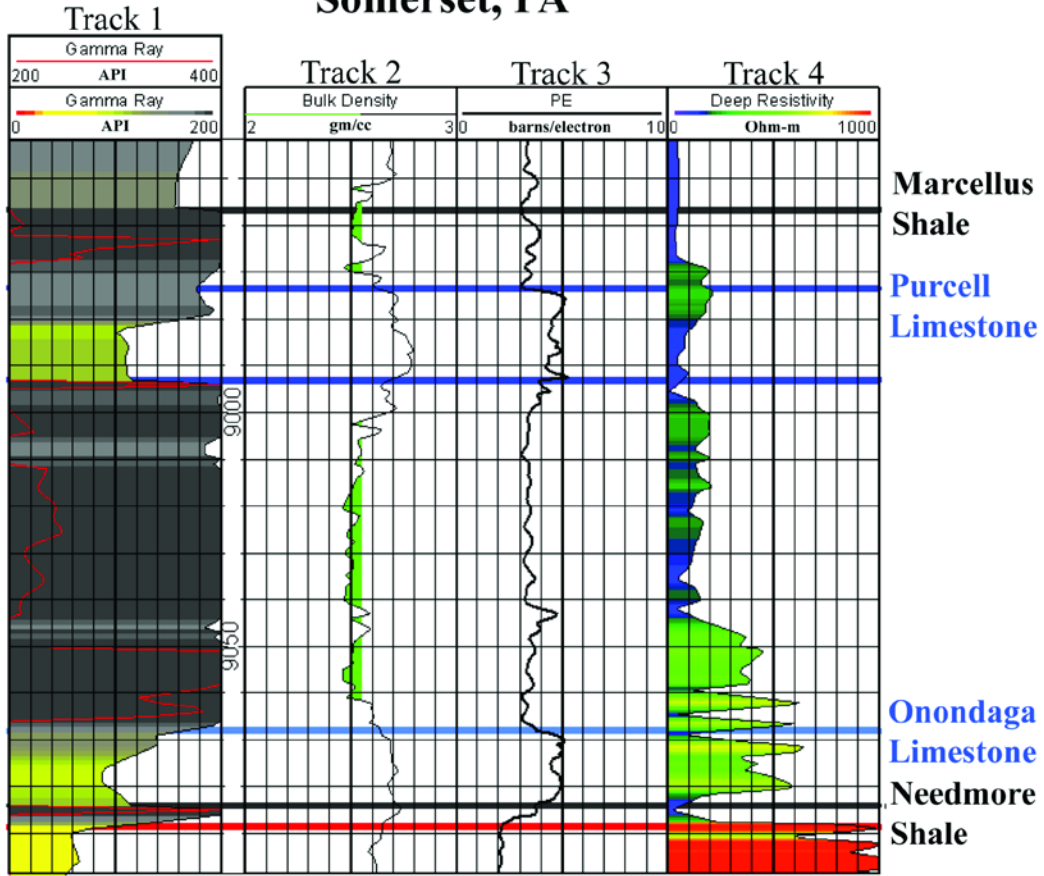 Somerset, PA
Track 1
Gamma Ray
200 API 400
Gamma Ray
0 API 200
Track 2
Bulk Density
2 gm/cc 3
Track 3
PE
0 barns/electron 10
Track 4
Deep Resistivity
0 Ohm-m 1000
Marcellus
Shale
Purcell
Limestone
9000
9050
Onondaga
Limestone
Needmore
Shale